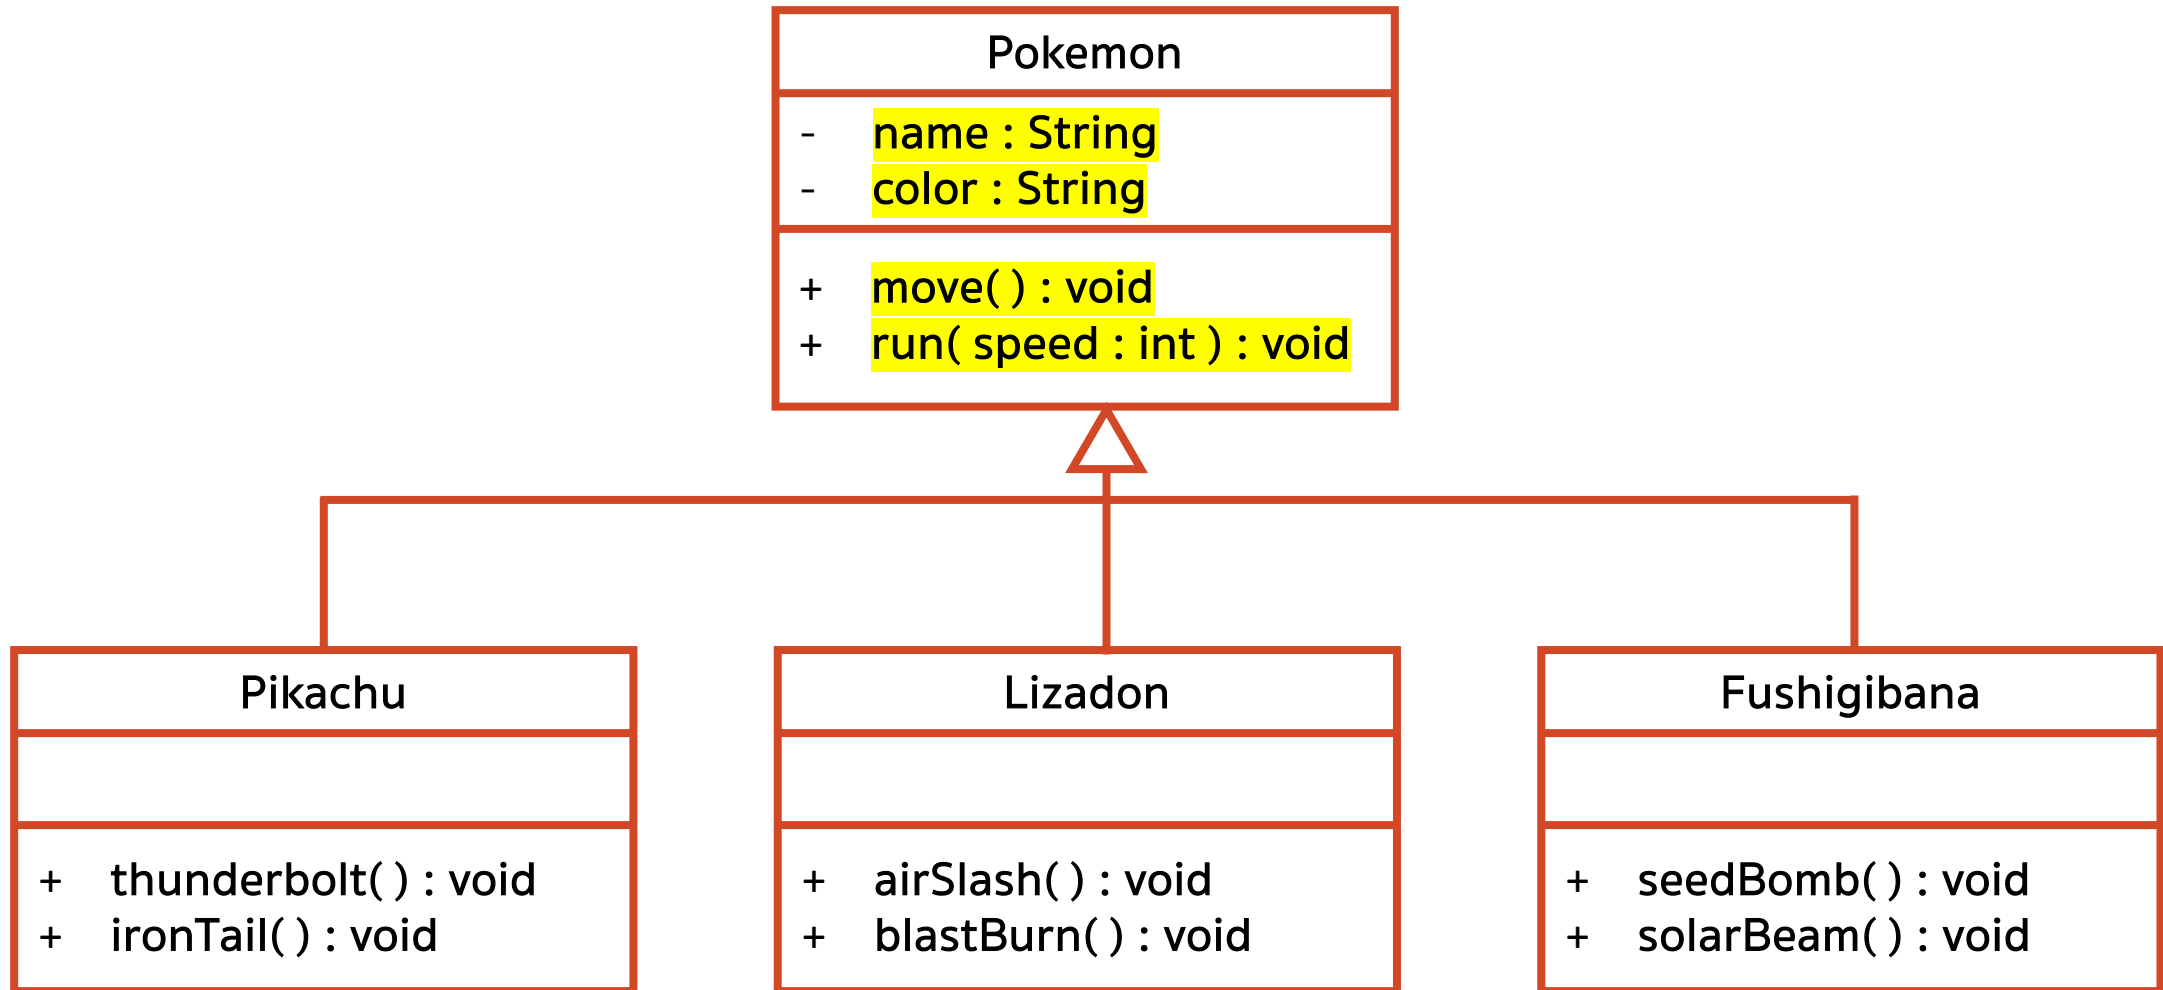 Pokemon
- name : String
- color : String
+ move( ) : void
+ run( speed : int ) : void
Pikachu
+ thunderbolt( ) : void
+ ironTail( ) : void
Lizadon
+ airSlash( ) : void
+ blastBurn( ) : void
Fushigibana
+ seedBomb( ) : void
+ solarBeam( ) : void